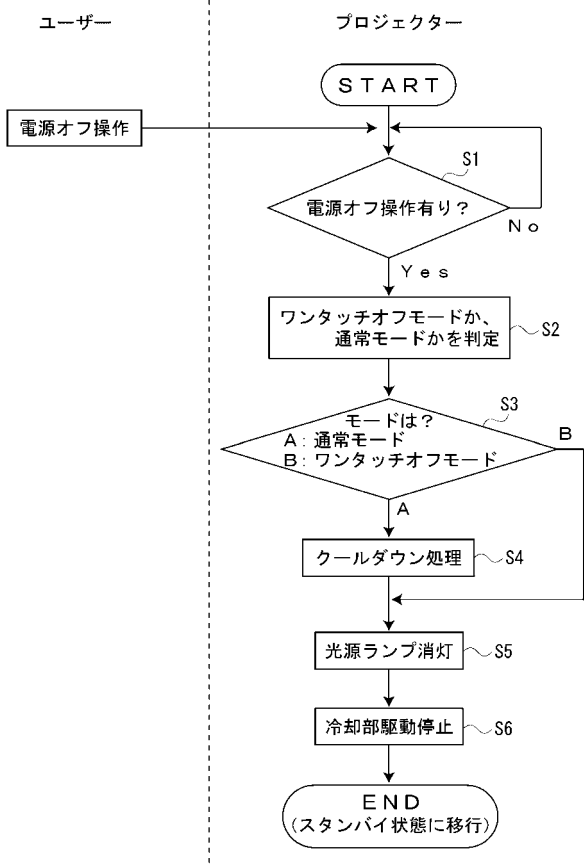 ユーザー
プロジェクター
START
電源オフ操作
S1
電源オフ操作有り?
No
Yes
ワンタッチオフモードか、
通常モードかを判定
S2
S3
モードは?
A:通常モード
B:ワンタッチオフモード
B
A
クールダウン処理
S4
光源ランプ消灯
S5
冷却部駆動停止
S6
END
(スタンバイ状態に移行)